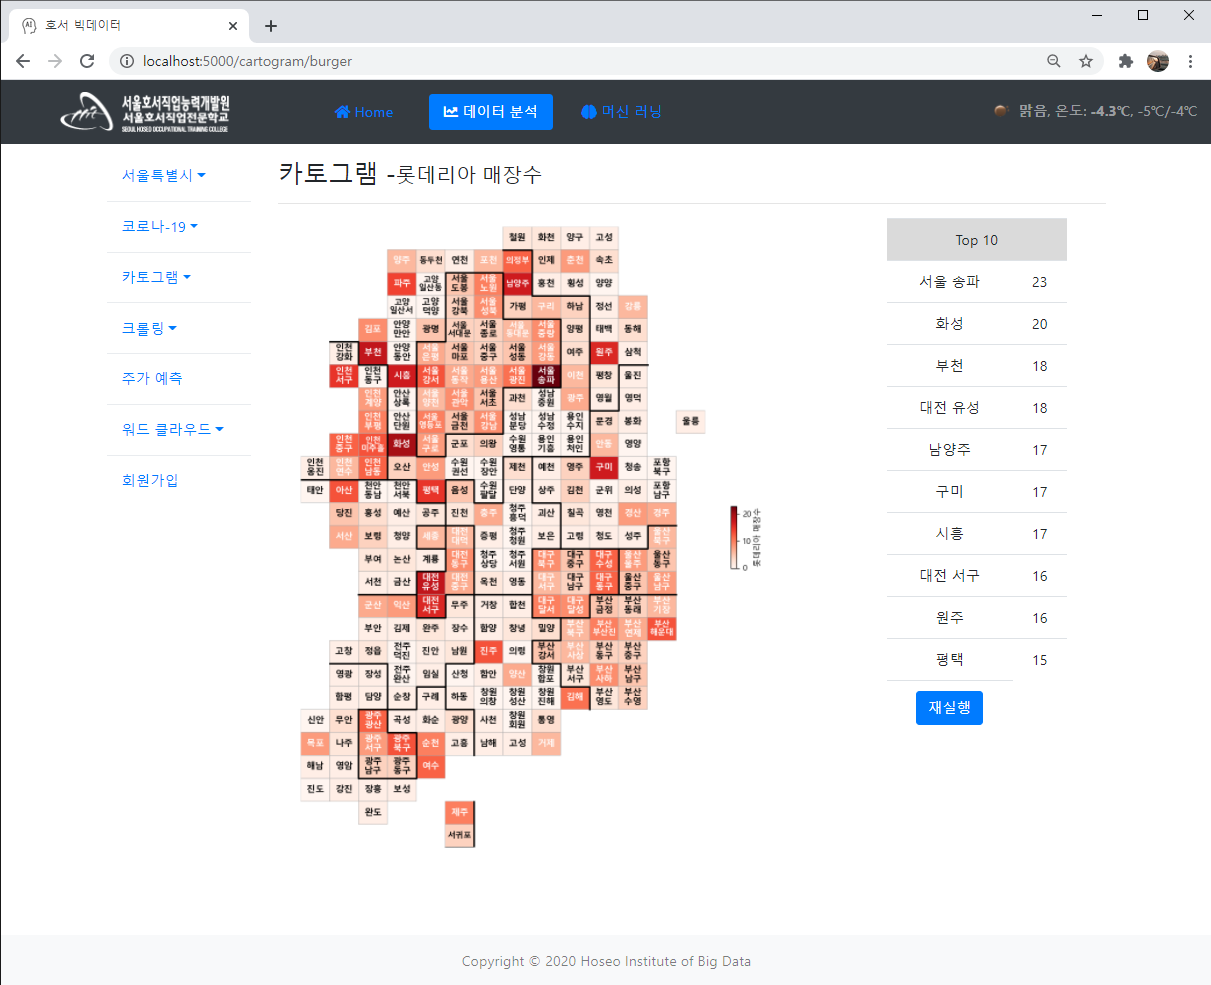 호서 빅데이터
localhost:5000/cartogram/burger
서울호서직업능력개발원
서울호서직업전문학교
SEOUL HOSEO OCCUPATIONAL TRAINING COLLEGE
Home
데이터 분석
머신 러닝
맑음, 온도: -4.3℃, -5℃/-4℃
서울특별시
코로나-19
카토그램
크롤링
주가 예측
워드 클라우드
회원가입
카토그램 -롯데리아 매장수
철원 화천 양구 고성
양주 동두천 연천 포천 의정부 인제 춘천 속초
파주 고양 일산동 서울 도봉 서울 노원 남양주 홍천 횡성 양양
고양 일산서 고양 덕양 서울 강북 서울 성북 가평 구리 하남 정선 강릉
김포 안양 만안 광명 서울 서대문 서울 종로 서울 동대문 서울 중랑 양평 태백 동해
인천 강화 부천 안양 동안 서울 은평 서울 마포 서울 중구 서울 성동 서울 강동 여주 원주 삼척
인천 서구 인천 동구 시흥 서울 강서 서울 동작 서울 용산 서울 광진 서울 송파 이천 평창 울진
인천 계양 안산 상록 서울 양천 서울 관악 서울 서초 과천 성남 중원 광주 영월 영덕
인천 부평 안산 단원 서울 영등포 서울 금천 서울 강남 성남 분당 성남 수정 용인 수지 문경 봉화 울릉
인천 중구 인천 미추홀 화성 서울 구로 군포 의왕 수원 영통 용인 기흥 용인 처인 안동 영양
인천 옹진 인천 연수 인천 남동 오산 안성 수원 권선 수원 장안 제천 예천 영주 구미 청송 포항 북구
태안 아산 천안 동남 천안 서북 평택 음성 수원 팔달 단양 상주 김천 군위 의성 포항 남구
당진 홍성 예산 공주 진천 충주 청주 흥덕 괴산 칠곡 영천 경산 경주
서산 보령 청양 세종 대전 대덕 증평 청주 청원 보은 고령 청도 성주 울산 북구
부여 논산 계룡 대전 동구 청주 상당 청주 서원 대구 북구 대구 중구 대구 수성 울산 울주 울산 동구
서천 금산 대전 유성 대전 중구 옥천 영동 대구 서구 대구 남구 대구 동구 울산 중구 울산 남구
군산 익산 대전 서구 무주 거창 합천 대구 달서 대구 달성 부산 금정 부산 동래 부산 기장
부안 김제 완주 장수 함양 창녕 밀양 부산 북구 부산 부산진 부산 연제 부산 해운대
고창 정읍 전주 덕진 진안 남원 진주 의령 부산 강서 부산 사상 부산 동구 부산 중구
영광 장성 전주 완산 임실 산청 함안 양산 창원 합포 부산 서구 부산 사하 부산 남구
함평 담양 순창 구례 하동 창원 의창 창원 성산 창원 진해 김해 부산 영도 부산 수영
신안 무안 광주 광산 곡성 화순 광양 사천 창원 회원 통영
목포 나주 광주 서구 광주 북구 순천 고흥 남해 고성 거제
해남 영암 광주 남구 광주 동구 여수
진도 강진 장흥 보성
완도 제주
서귀포
20
10
0
롯데리아 매장수
Top 10
서울 송파 23
화성 20
부천 18
대전 유성 18
남양주 17
구미 17
시흥 17
대전 서구 16
원주 16
평택 15
재실행
Copyright © 2020 Hoseo Institute of Big Data